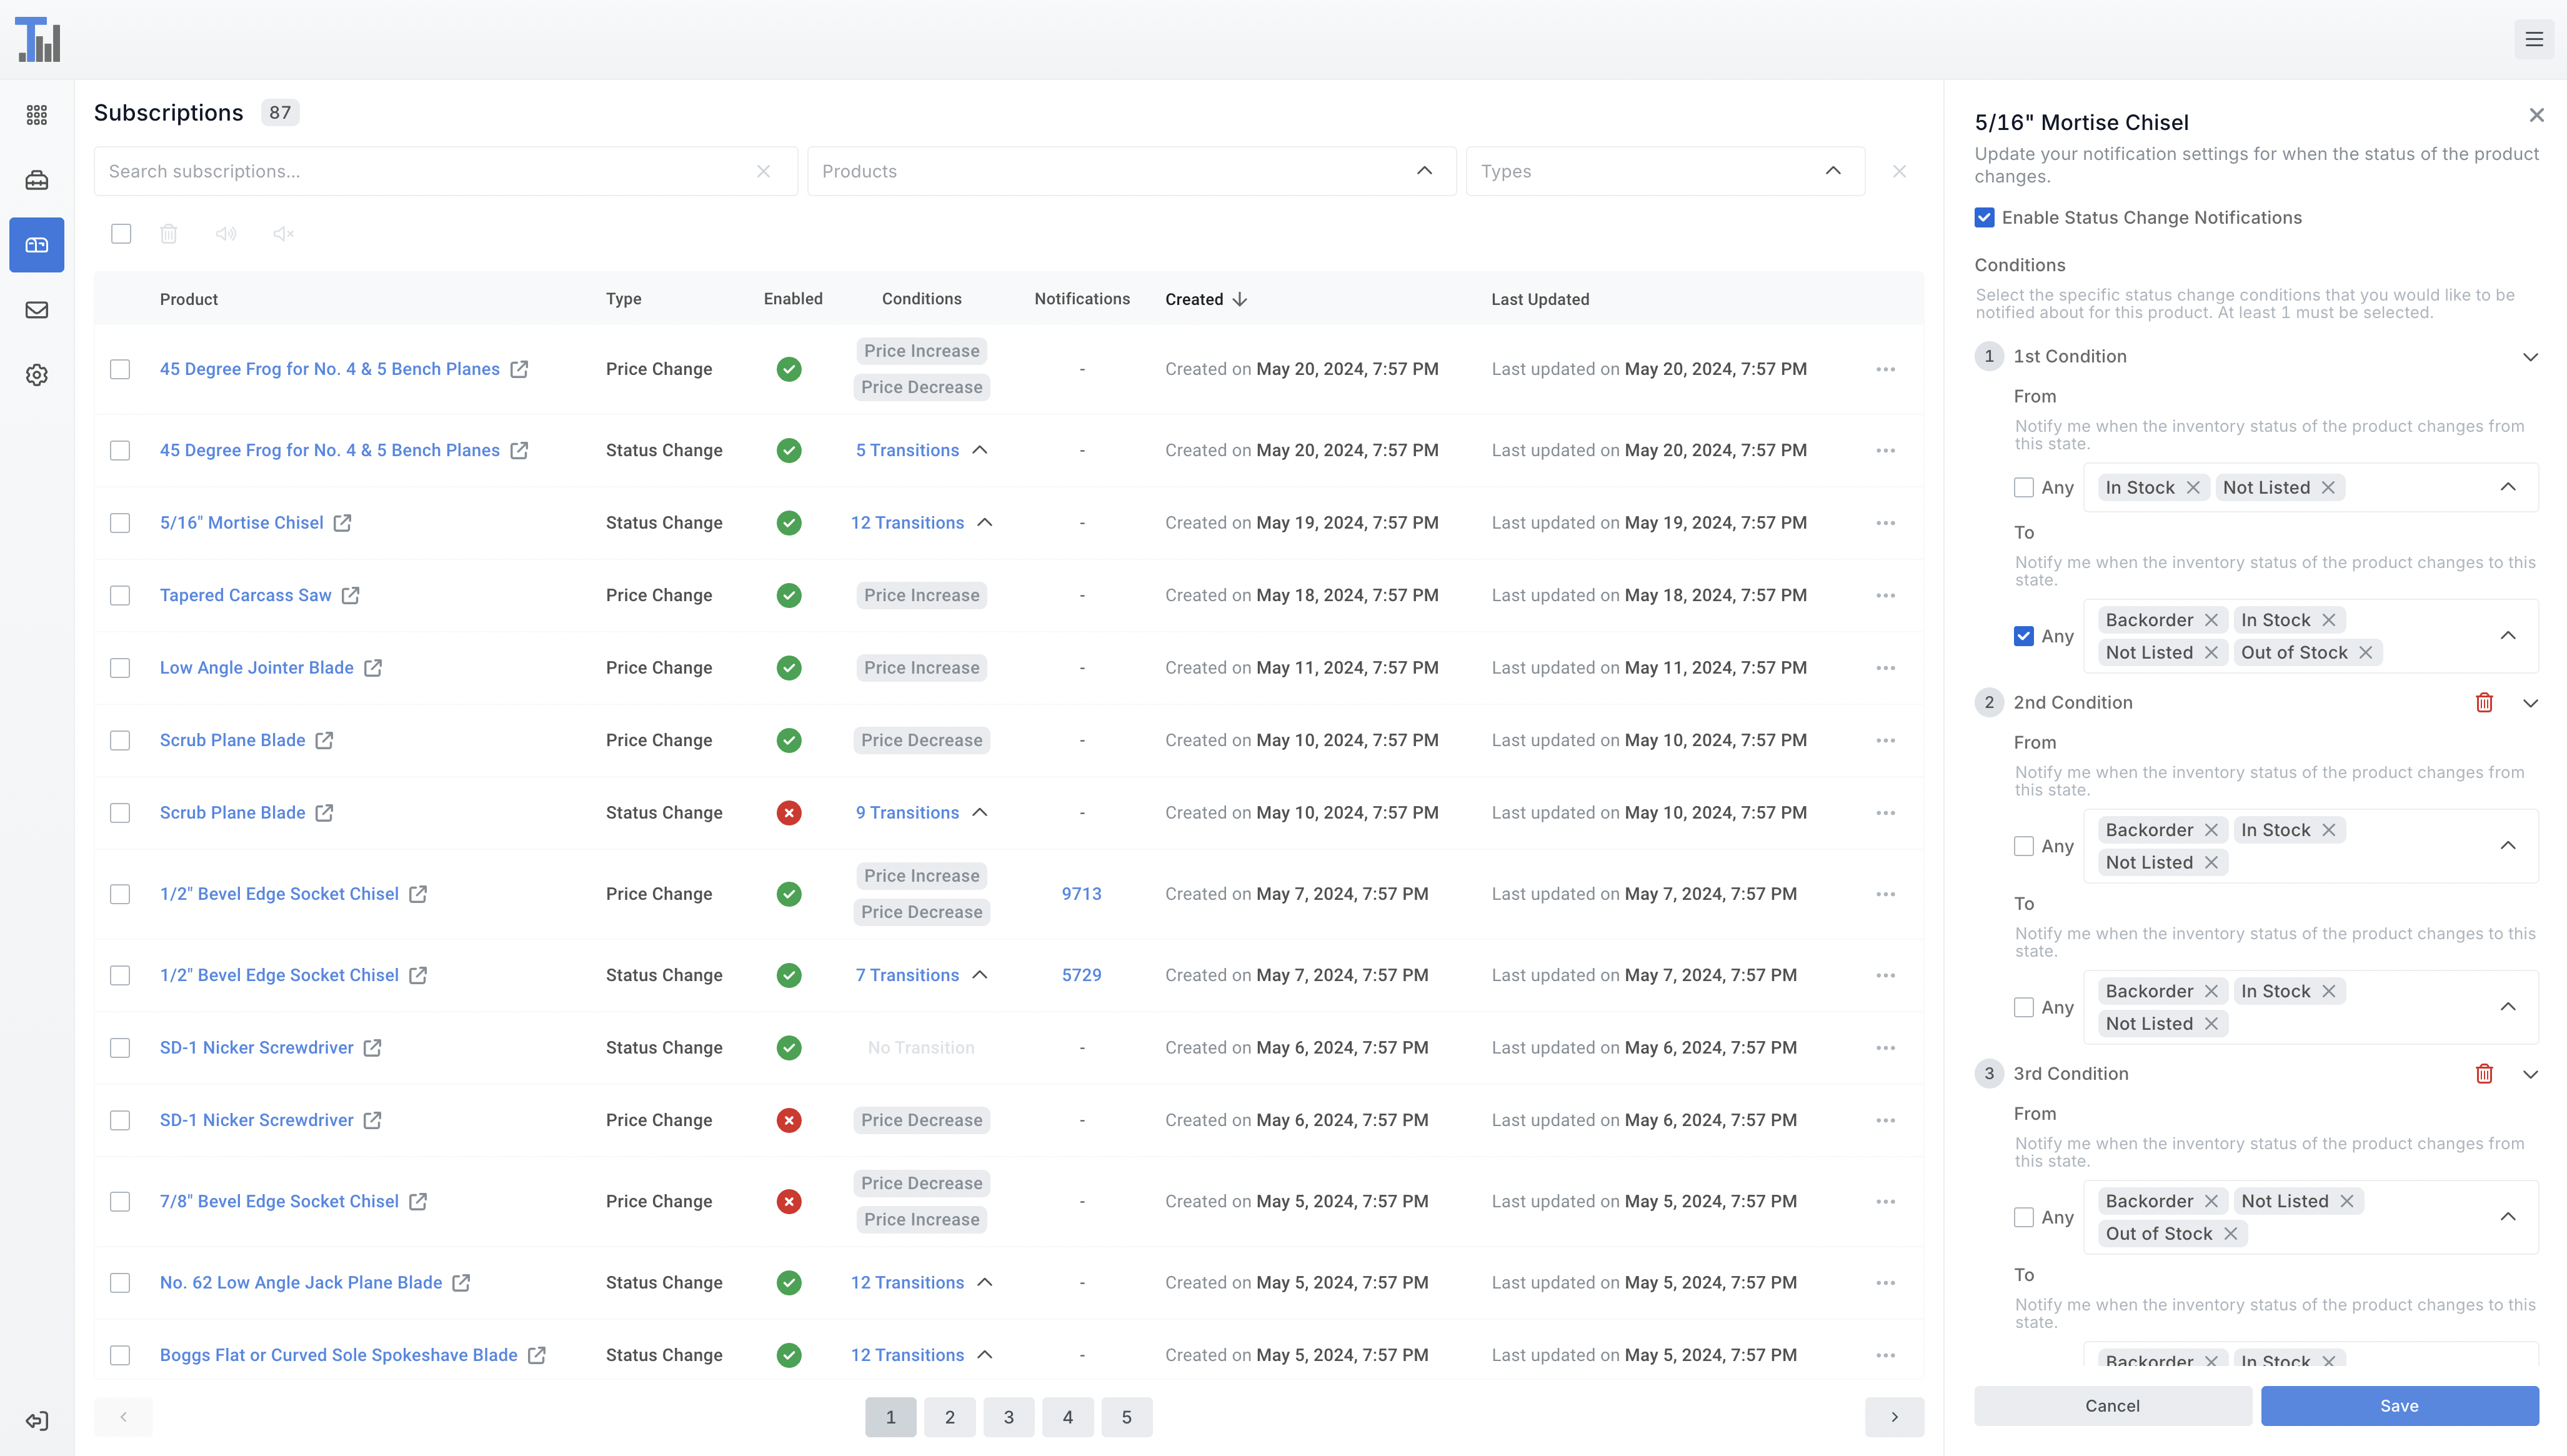 Subscriptions 87
Search subscriptions...
Products
Types
Product Type Enabled Conditions Notifications Created Last Updated
45 Degree Frog for No. 4 & 5 Bench Planes Price Change Price Increase Price Decrease - Created on May 20, 2024, 7:57 PM Last updated on May 20, 2024, 7:57 PM
45 Degree Frog for No. 4 & 5 Bench Planes Status Change 5 Transitions - Created on May 20, 2024, 7:57 PM Last updated on May 20, 2024, 7:57 PM
5/16" Mortise Chisel Status Change 12 Transitions - Created on May 19, 2024, 7:57 PM Last updated on May 19, 2024, 7:57 PM
Tapered Carcass Saw Price Change Price Increase - Created on May 18, 2024, 7:57 PM Last updated on May 18, 2024, 7:57 PM
Low Angle Jointer Blade Price Change Price Increase - Created on May 11, 2024, 7:57 PM Last updated on May 11, 2024, 7:57 PM
Scrub Plane Blade Price Change Price Decrease - Created on May 10, 2024, 7:57 PM Last updated on May 10, 2024, 7:57 PM
Scrub Plane Blade Status Change 9 Transitions - Created on May 10, 2024, 7:57 PM Last updated on May 10, 2024, 7:57 PM
1/2" Bevel Edge Socket Chisel Price Change Price Increase Price Decrease 9713 Created on May 7, 2024, 7:57 PM Last updated on May 7, 2024, 7:57 PM
1/2" Bevel Edge Socket Chisel Status Change 7 Transitions 5729 Created on May 7, 2024, 7:57 PM Last updated on May 7, 2024, 7:57 PM
SD-1 Nicker Screwdriver Status Change No Transition - Created on May 6, 2024, 7:57 PM Last updated on May 6, 2024, 7:57 PM
SD-1 Nicker Screwdriver Price Change Price Decrease - Created on May 6, 2024, 7:57 PM Last updated on May 6, 2024, 7:57 PM
7/8" Bevel Edge Socket Chisel Price Change Price Decrease Price Increase - Created on May 5, 2024, 7:57 PM Last updated on May 5, 2024, 7:57 PM
No. 62 Low Angle Jack Plane Blade Status Change 12 Transitions - Created on May 5, 2024, 7:57 PM Last updated on May 5, 2024, 7:57 PM
Boggs Flat or Curved Sole Spokeshave Blade Status Change 12 Transitions - Created on May 5, 2024, 7:57 PM Last updated on May 5, 2024, 7:57 PM
1 2 3 4 5
5/16" Mortise Chisel
Update your notification settings for when the status of the product
changes.
Enable Status Change Notifications
Conditions
Select the specific status change conditions that you would like to be
notified about for this product. At least 1 must be selected.
1 1st Condition
From
Notify me when the inventory status of the product changes from
this state.
Any In Stock Not Listed
To
Notify me when the inventory status of the product changes to this
state.
Backorder In Stock
Any
Not Listed Out of Stock
2 2nd Condition
From
Notify me when the inventory status of the product changes from
this state.
Backorder In Stock
Any
Not Listed
To
Notify me when the inventory status of the product changes to this
state.
Backorder In Stock
Any
Not Listed
3 3rd Condition
From
Notify me when the inventory status of the product changes from
this state.
Backorder Not Listed
Any
Out of Stock
To
Notify me when the inventory status of the product changes to this
state.
Backorder In Stock
Cancel Save